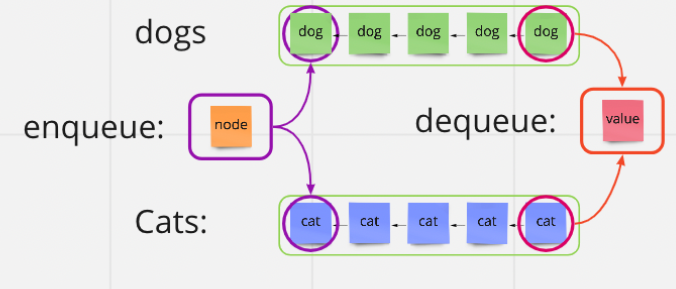 dogs
dog dog dog dog dog
enqueue:
node
dequeue:
value
Cats:
cat cat cat cat cat